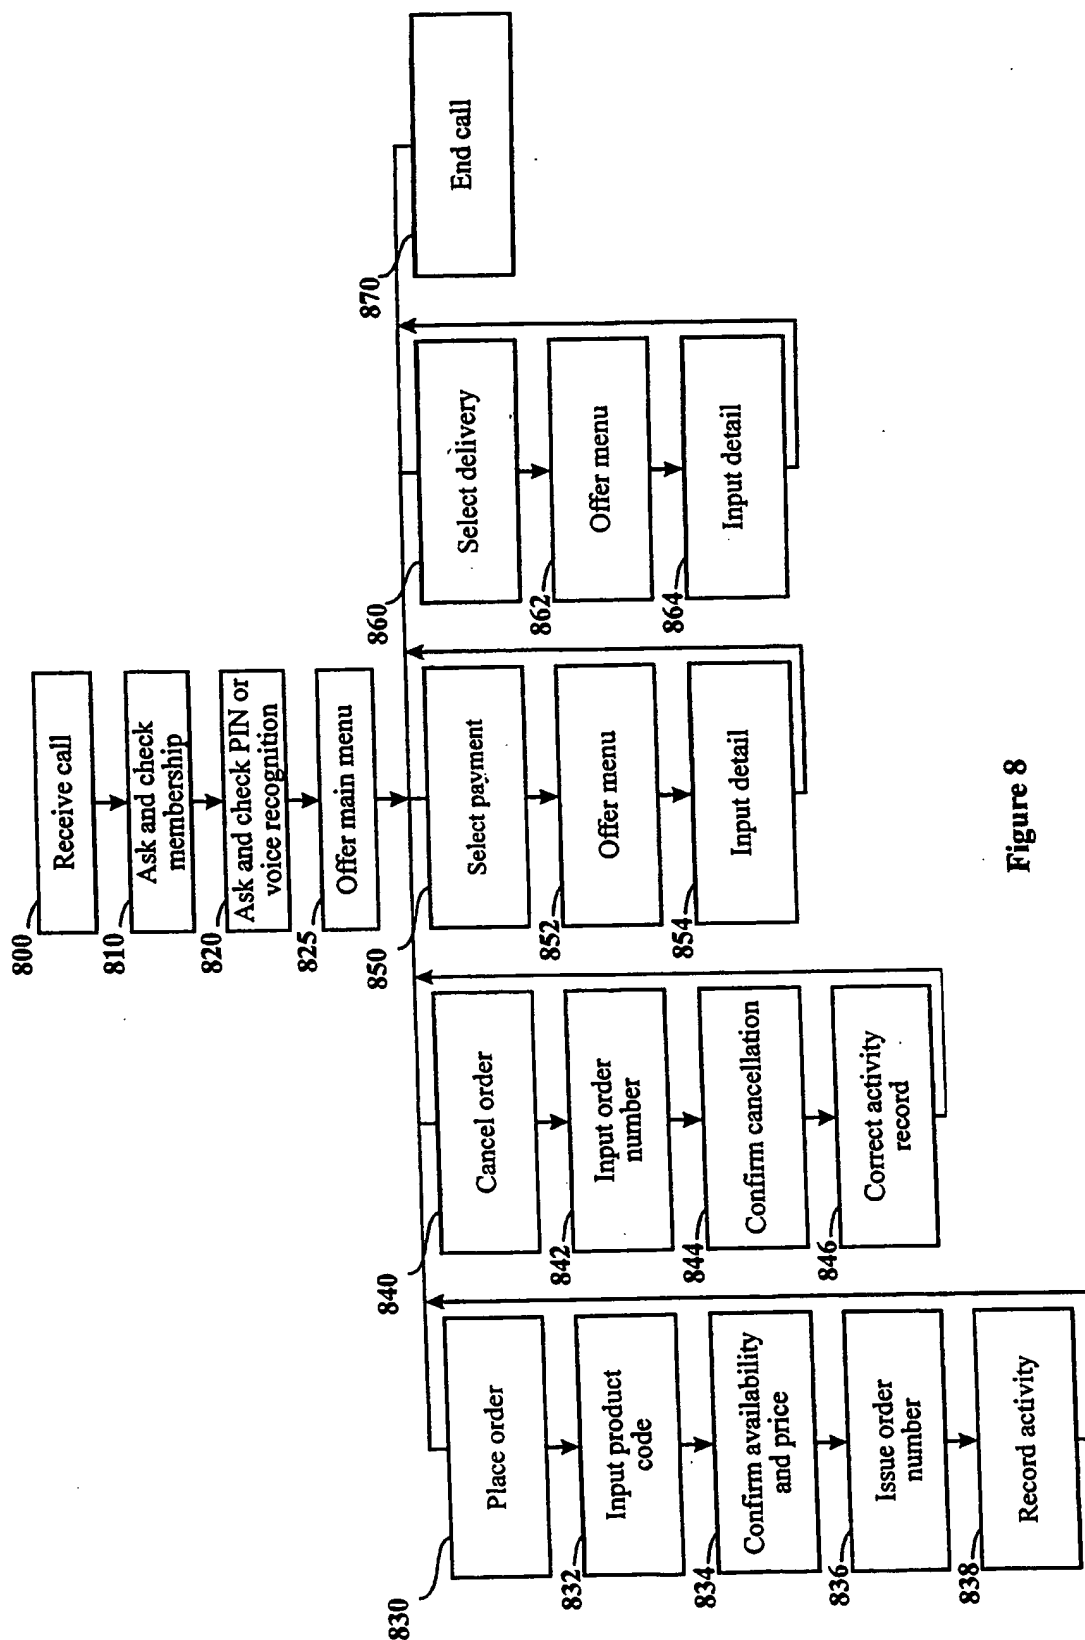 800
Receive call
810
Ask and check
membership
820
Ask and check PIN or
voice recognition
825
Offer main menu
830
Place order
832
Input product
code
834
Confirm availability
and price
836
Issue order
number
838
Record activity
840
Cancel order
842
Input order
number
844
Confirm cancellation
846
Correct activity
record
850
Select payment
852
Offer menu
854
Input detail
860
Select delivery
862
Offer menu
864
Input detail
870
End call
Figure 8